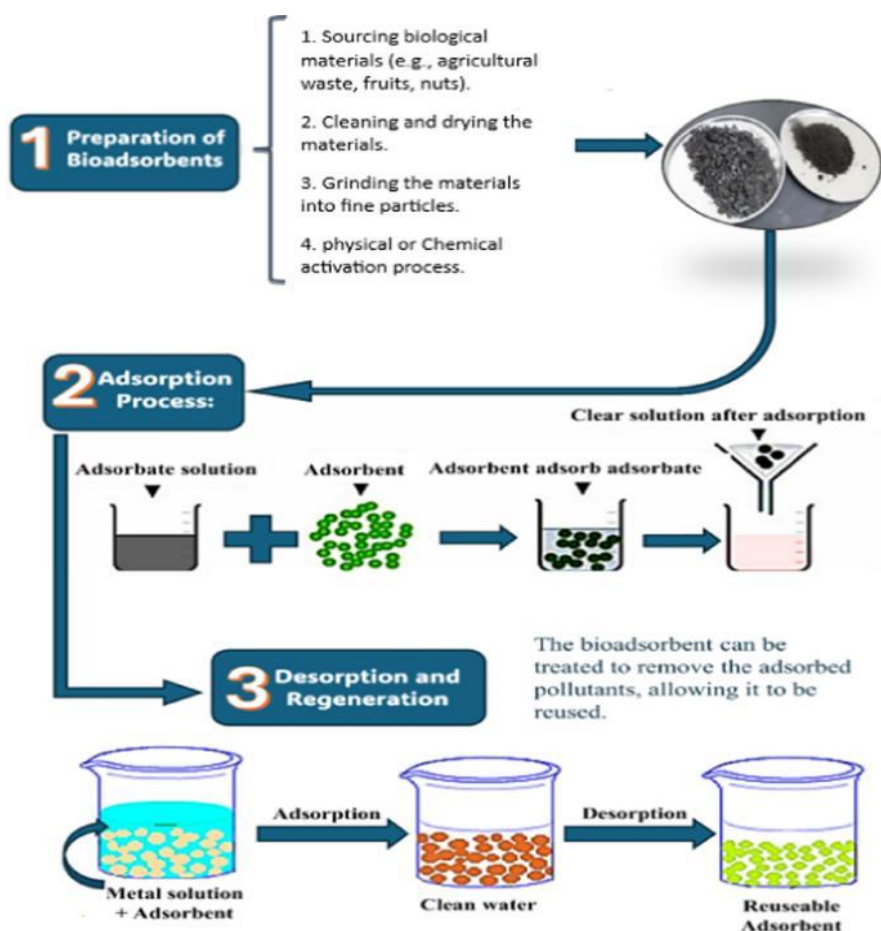 1. Sourcing biological
materials (e.g., agricultural
waste, fruits, nuts).
1 Preparation of
Bioadsorbents
2. Cleaning and drying the
materials.
3. Grinding the materials
into fine particles.
4. physical or Chemical
activation process.
2 Adsorption
Process:
Clear solution after adsorption
Adsorbate solution
Adsorbent
Adsorbent adsorb adsorbate
3 Desorption and
Regeneration
The bioadsorbent can be
treated to remove the adsorbed
pollutants, allowing it to be
reused.
Adsorption
Desorption
Metal solution
+ Adsorbent
Clean water
Reuseable
Adsorbent